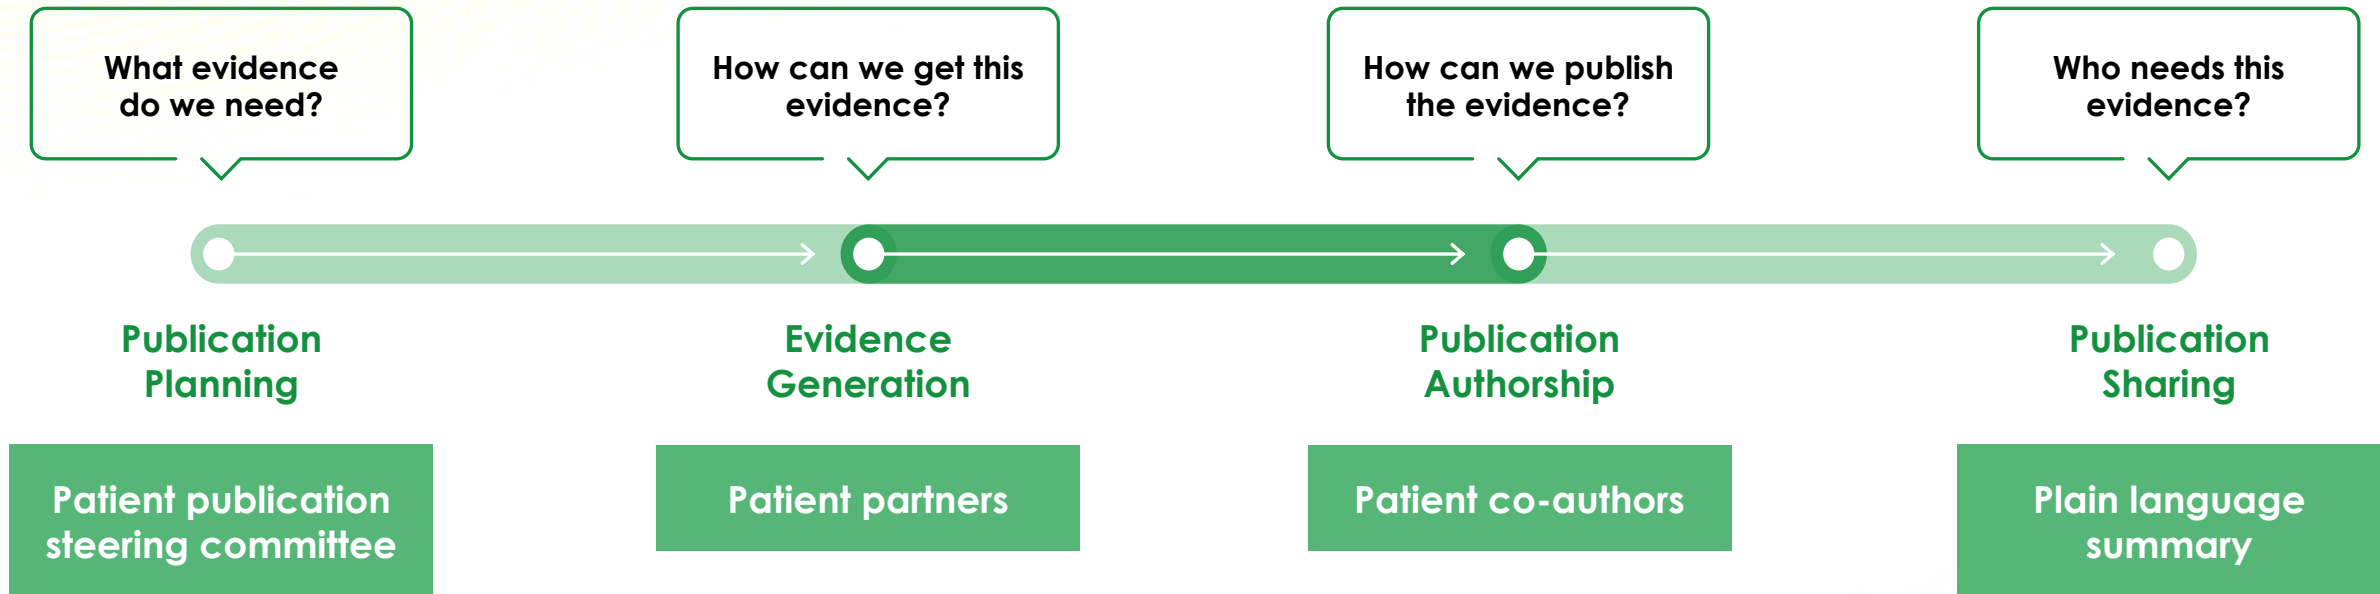 What evidence
do we need?
How can we get this
evidence?
How can we publish
the evidence?
Who needs this
evidence?
Publication
Planning
Evidence
Generation
Publication
Authorship
Publication
Sharing
Patient publication
steering committee
Patient partners
Patient co-authors
Plain language
summary